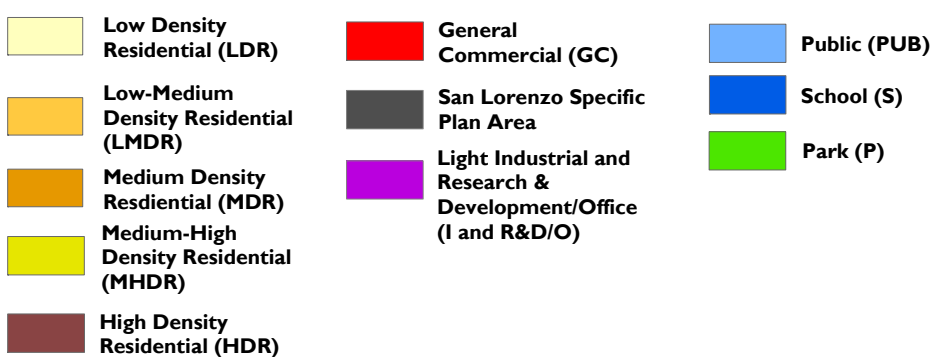 Low Density
Residential (LDR)
Low-Medium
Density Residential
(LMDR)
Medium Density
Resdiential (MDR)
Medium-High
Density Residential
(MHDR)
High Density
Residential (HDR)
General
Commercial (GC)
San Lorenzo Specific
Plan Area
Light Industrial and
Research &
Development/Office
(I and R&D/O)
Public (PUB)
School (S)
Park (P)